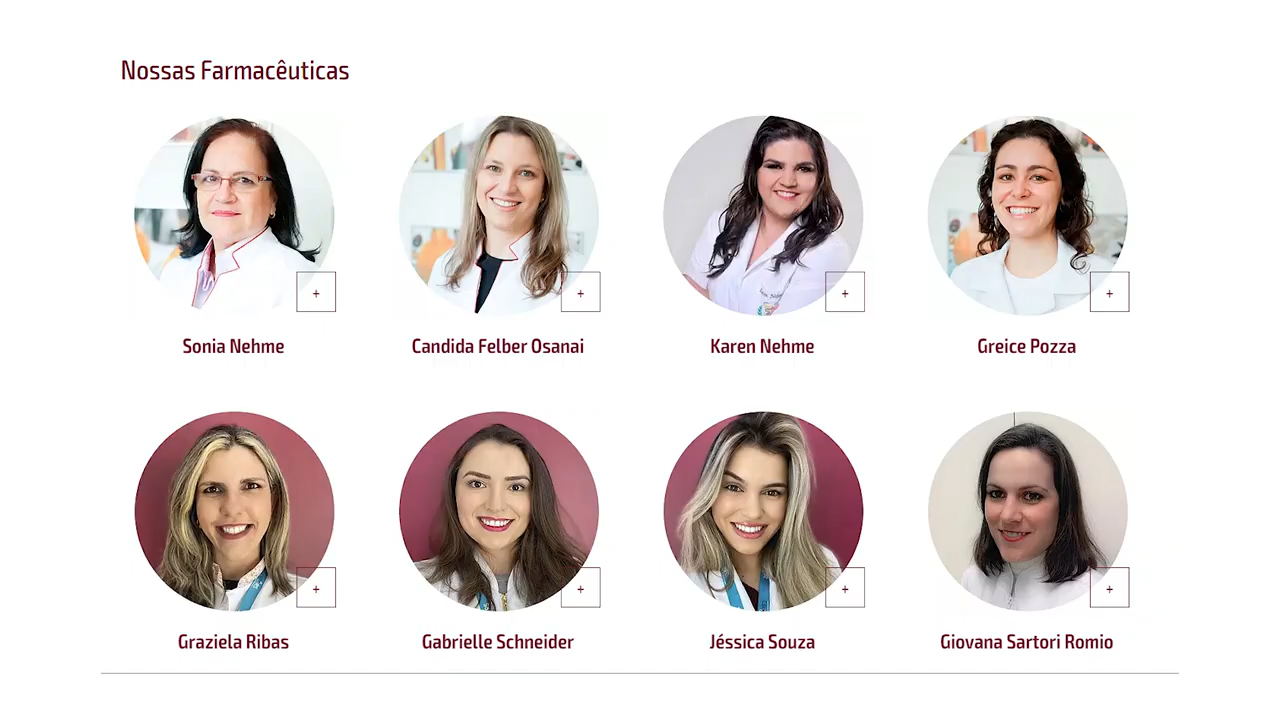 Nossas Farmacêuticas
+ + + +
Sonia Nehme Candida Felber Osanai Karen Nehme Greice Pozza
+ + + +
Graziela Ribas Gabrielle Schneider Jéssica Souza Giovana Sartori Romio